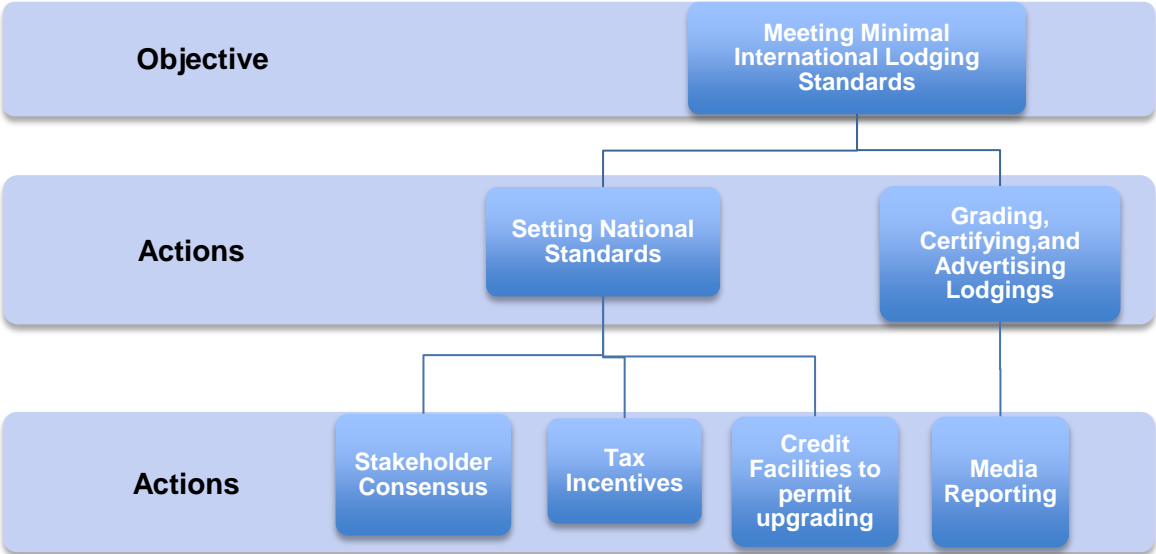 Objective
Meeting Minimal
International Lodging
Standards
Actions
Setting National
Standards
Grading,
Certifying,and
Advertising
Lodgings
Actions
Stakeholder
Consensus
Tax
Incentives
Credit
Facilities to
permit
upgrading
Media
Reporting